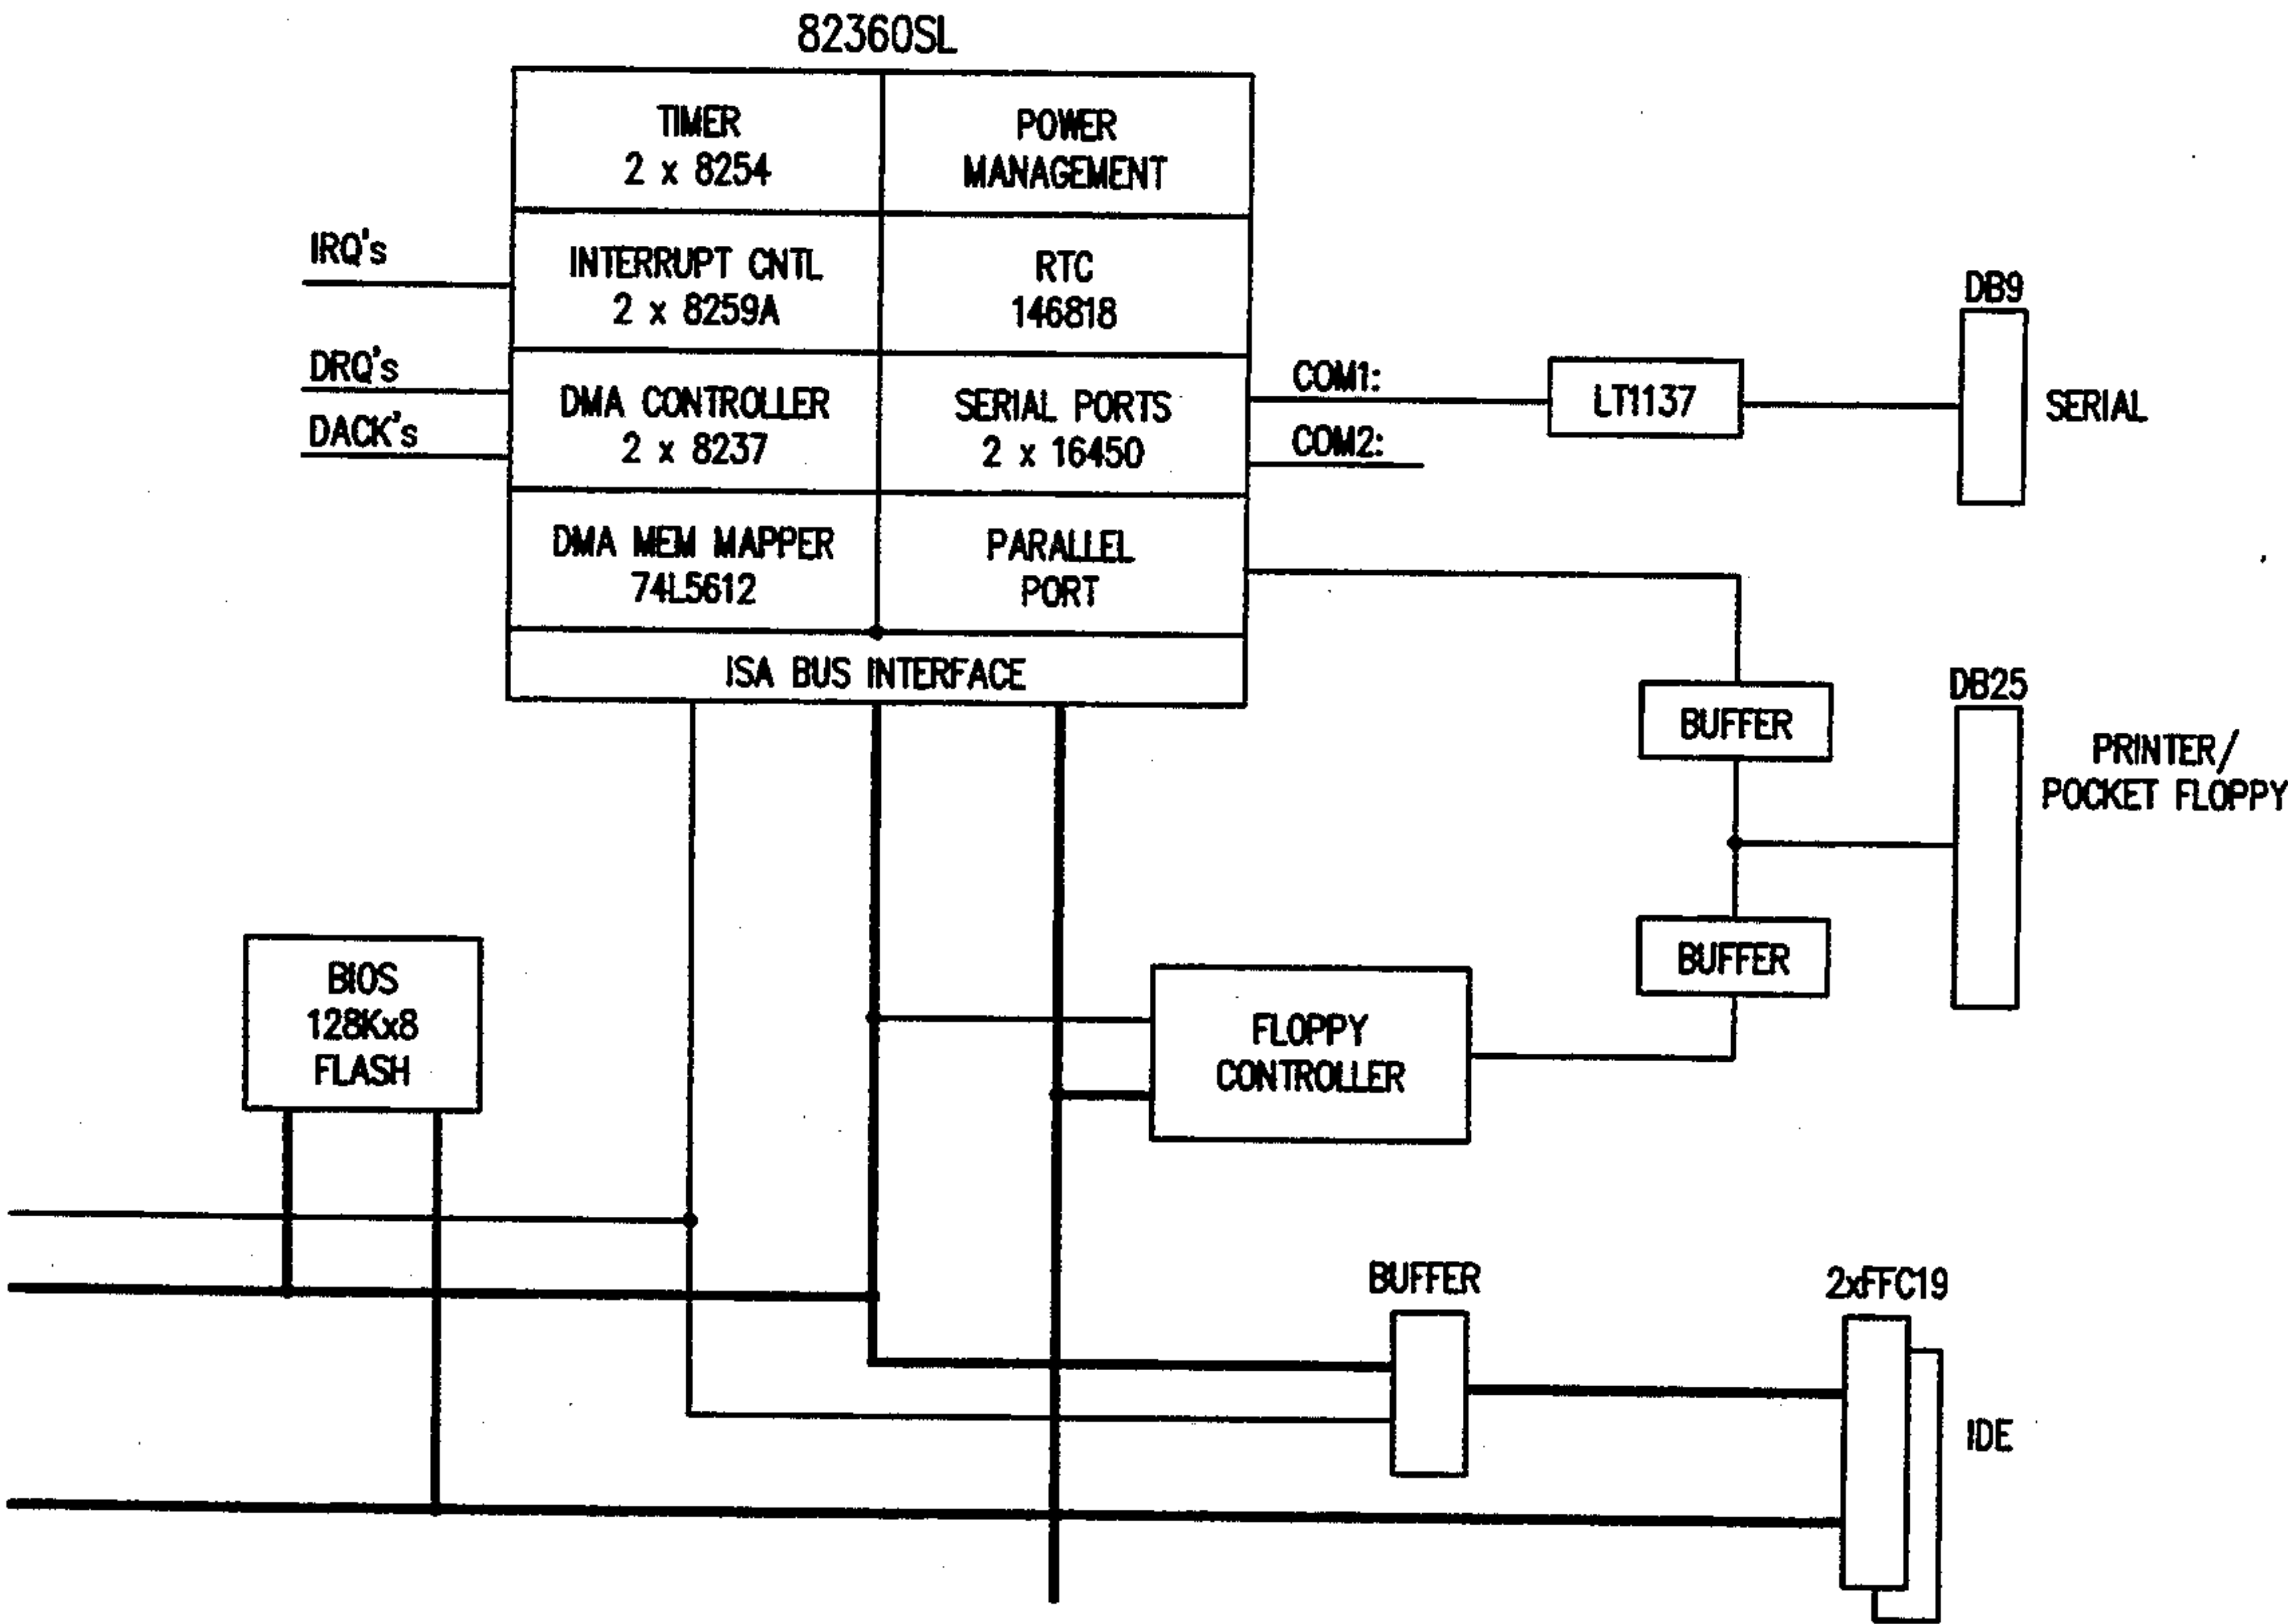 82360SL
TIMER
2 x 8254
POWER
MANAGEMENT
IRQ's
INTERRUPT CNTL
2 x 8259A
RTC
146818
DRQ's
DACK's
DMA CONTROLLER
2 x 8237
SERIAL PORTS
2 x 16450
COM1:
COM2:
LT1137
DB9
SERIAL
DMA MEM MAPPER
74L5612
PARALLEL
PORT
ISA BUS INTERFACE
BUFFER
DB25
PRINTER/
POCKET FLOPPY
BUFFER
BIOS
128Kx8
FLASH
FLOPPY
CONTROLLER
BUFFER
2xFFC19
IDE